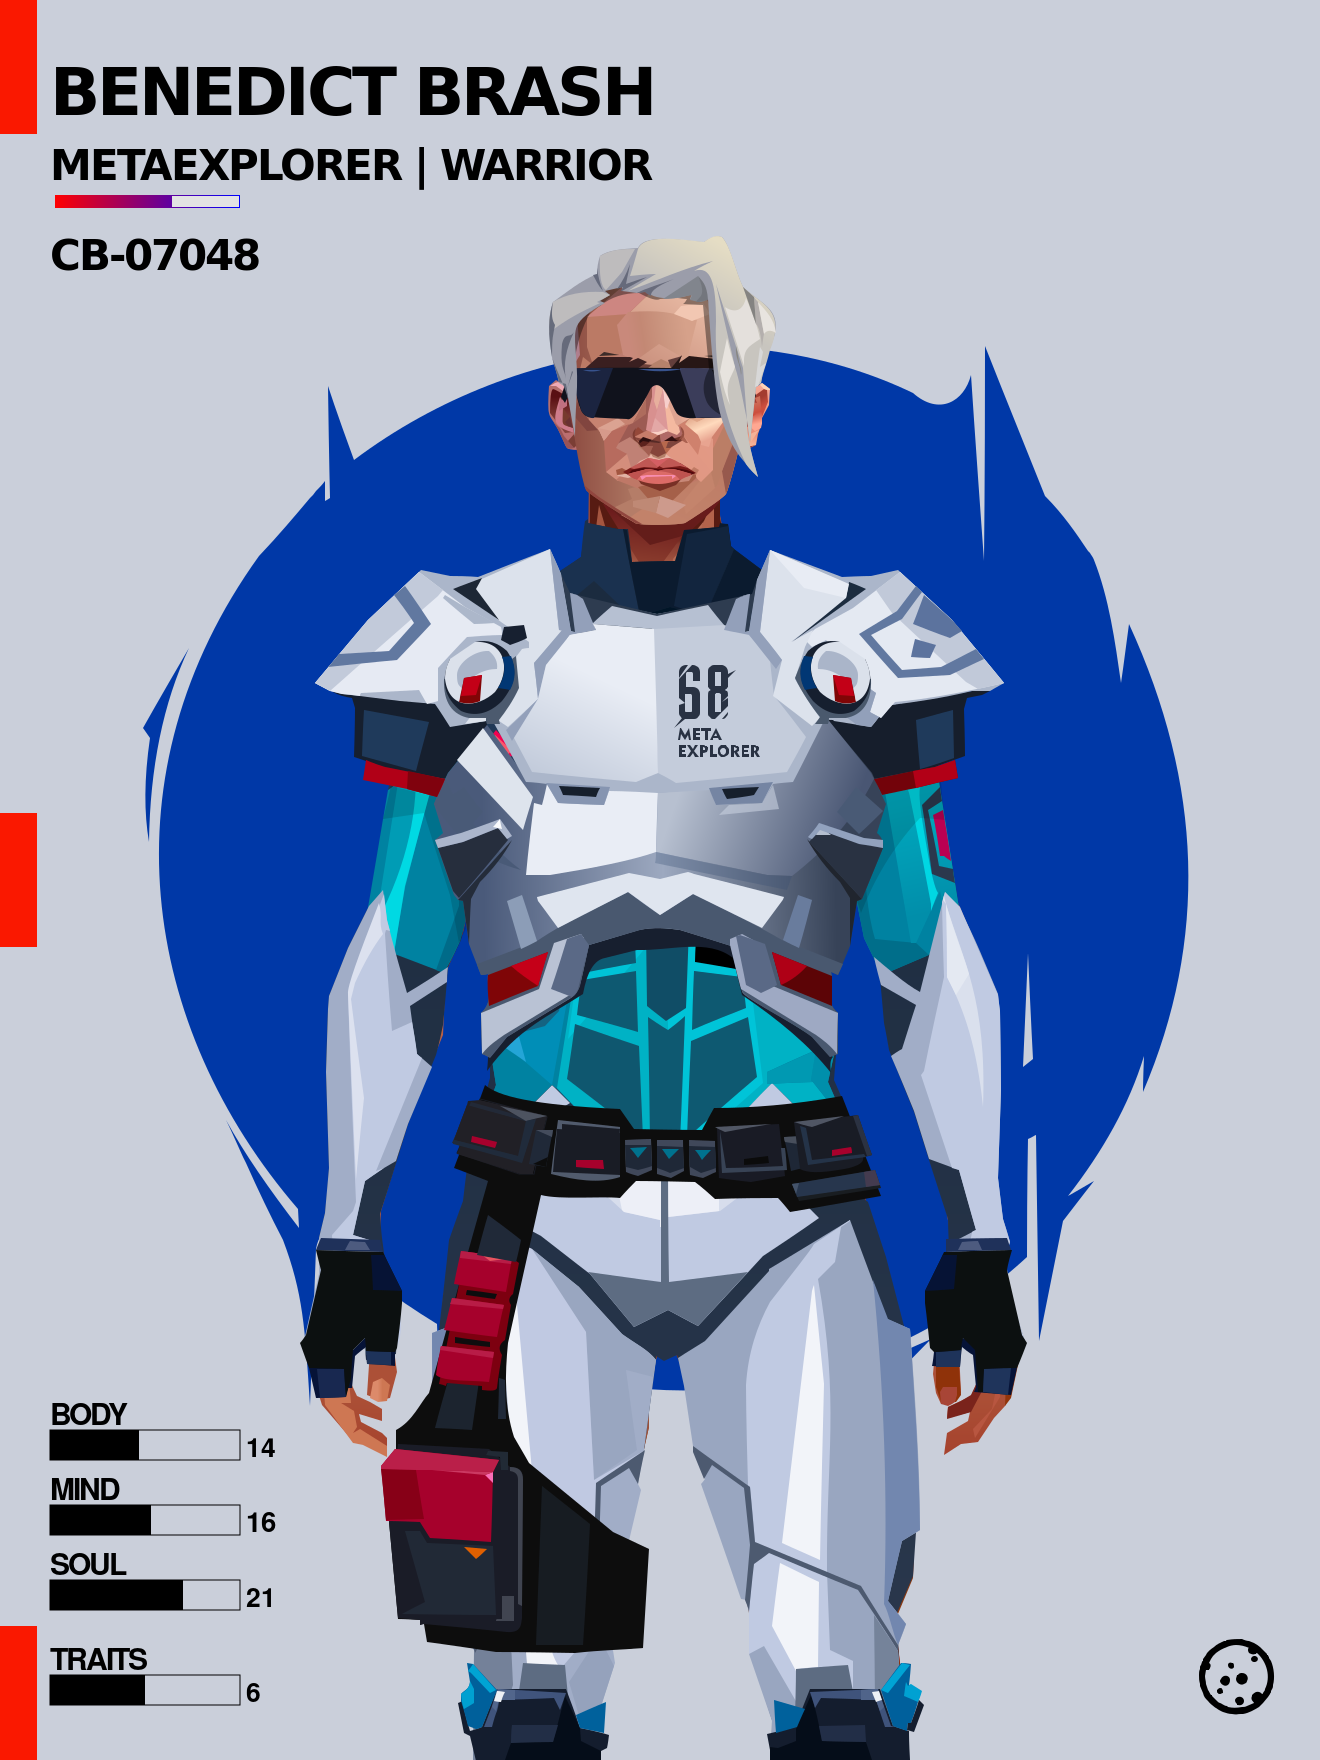 BENEDICT BRASH
METAEXPLORER | WARRIOR
CB-07048
68
META
EXPLORER
BODY
14
MIND
16
SOUL
21
TRAITS
6